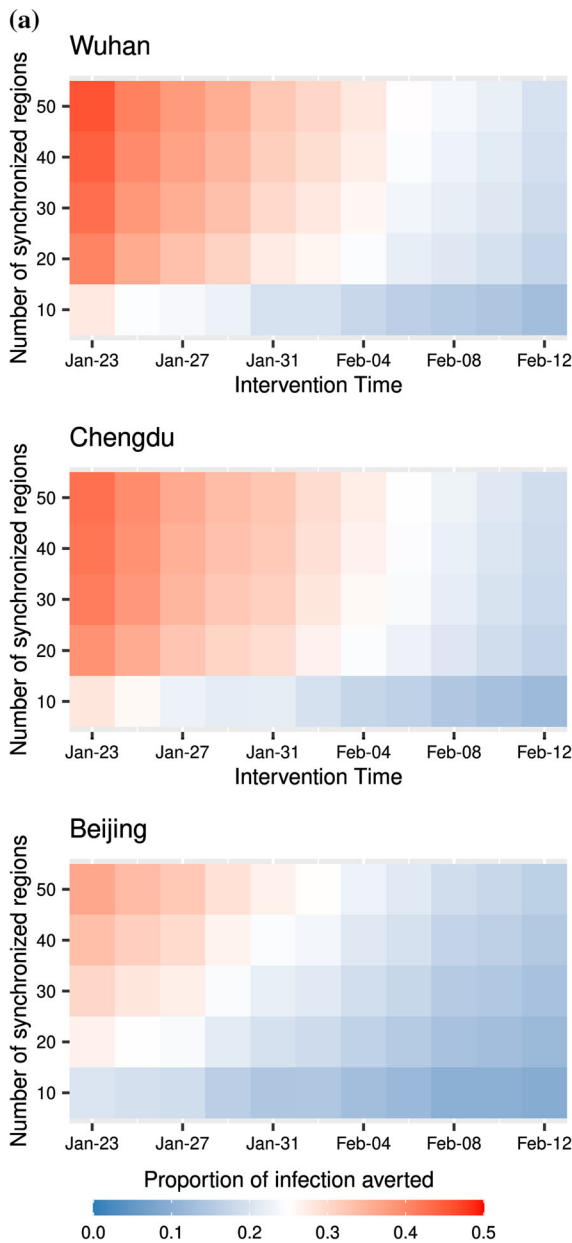 (a)
Wuhan
Number of synchronized regions
50
40
30
20
10
Jan-23 Jan-27 Jan-31 Feb-04 Feb-08 Feb-12
Intervention Time
Chengdu
Number of synchronized regions
50
40
30
20
10
Jan-23 Jan-27 Jan-31 Feb-04 Feb-08 Feb-12
Intervention Time
Beijing
Number of synchronized regions
50
40
30
20
10
Jan-23 Jan-27 Jan-31 Feb-04 Feb-08 Feb-12
Proportion of infection averted
0.0 0.1 0.2 0.3 0.4 0.5